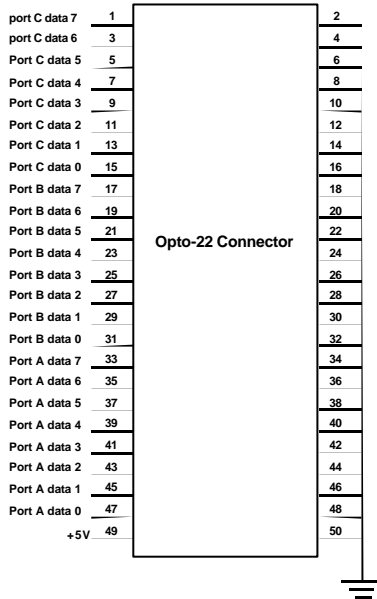 port C data 7 1 2
port C data 6 3 4
Port C data 5 5 6
Port C data 4 7 8
Port C data 3 9 10
Port C data 2 11 12
Port C data 1 13 14
Port C data 0 15 16
Port B data 7 17 18
Port B data 6 19 20
Port B data 5 21 22
Opto-22 Connector
Port B data 4 23 24
Port B data 3 25 26
Port B data 2 27 28
Port B data 1 29 30
Port B data 0 31 32
Port A data 7 33 34
Port A data 6 35 36
Port A data 5 37 38
Port A data 4 39 40
Port A data 3 41 42
Port A data 2 43 44
Port A data 1 45 46
Port A data 0 47 48
+5V 49 50